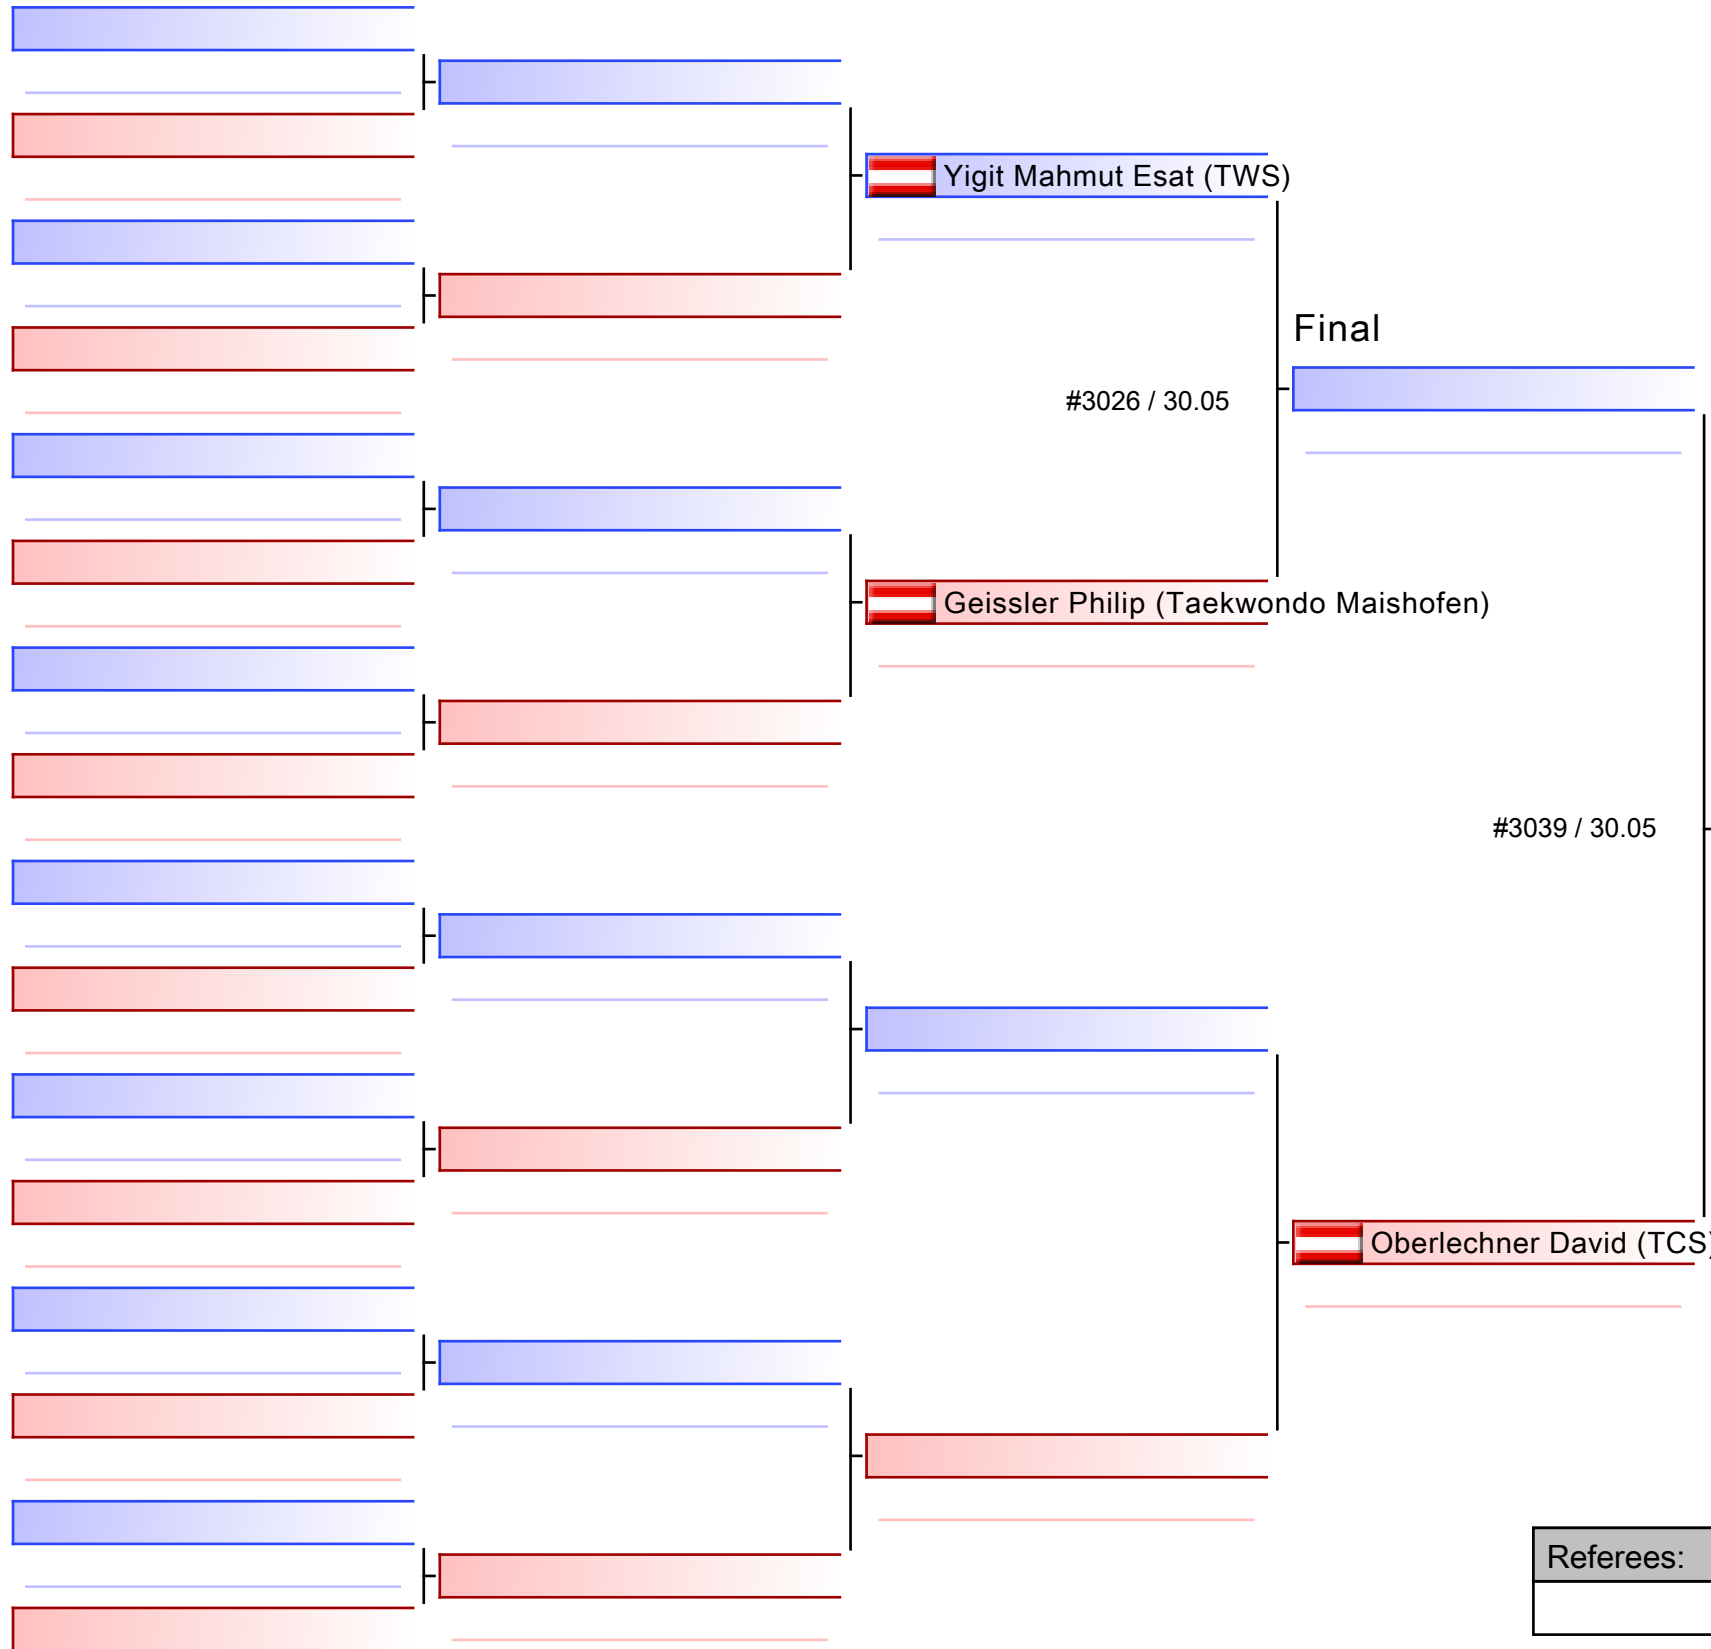 Yigit Mahmut Esat (TWS)
Final
#3026 / 30.05
Geissler Philip (Taekwondo Maishofen)
#3039 / 30.05
Oberlechner David (TCS)
Referees: